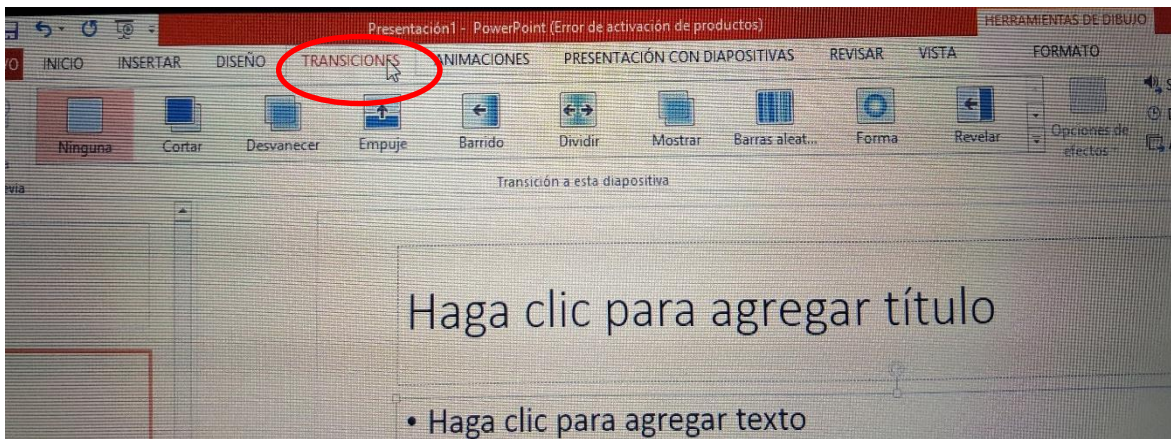 Presentación1 - PowerPoint (Error de activación de productos)
HERRAMIENTAS DE DIBUJO
INICIO INSERTAR DISEÑO TRANSICIONES ANIMACIONES PRESENTACIÓN CON DIAPOSITIVAS REVISAR VISTA FORMATO
Ninguna Cortar Desvanecer Empuje Barrido Dividir Mostrar Barras aleat... Forma Revelar
Opciones de
efectos
Transición a esta diapositiva
Haga clic para agregar título
• Haga clic para agregar texto